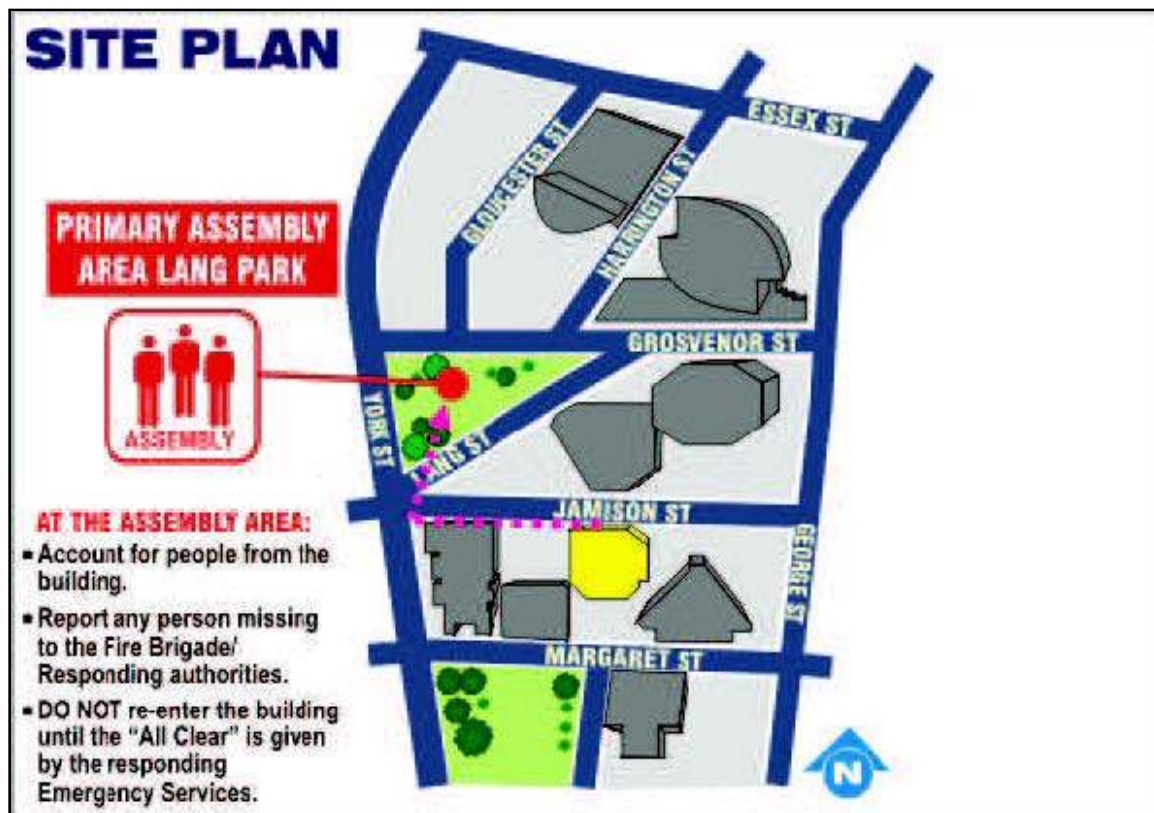 SITE PLAN
ESSEX ST
GLOUCESTER ST
HARRINGTON ST
PRIMARY ASSEMBLY
AREA LANG PARK
GROSVENOR ST
ASSEMBLY
YORK ST
LANG ST
JAMISON ST
GEORGE ST
AT THE ASSEMBLY AREA:
▪ Account for people from the
building.
▪ Report any person missing
to the Fire Brigade/
Responding authorities.
▪ DO NOT re-enter the building
until the “All Clear” is given
by the responding
Emergency Services.
MARGARET ST
N